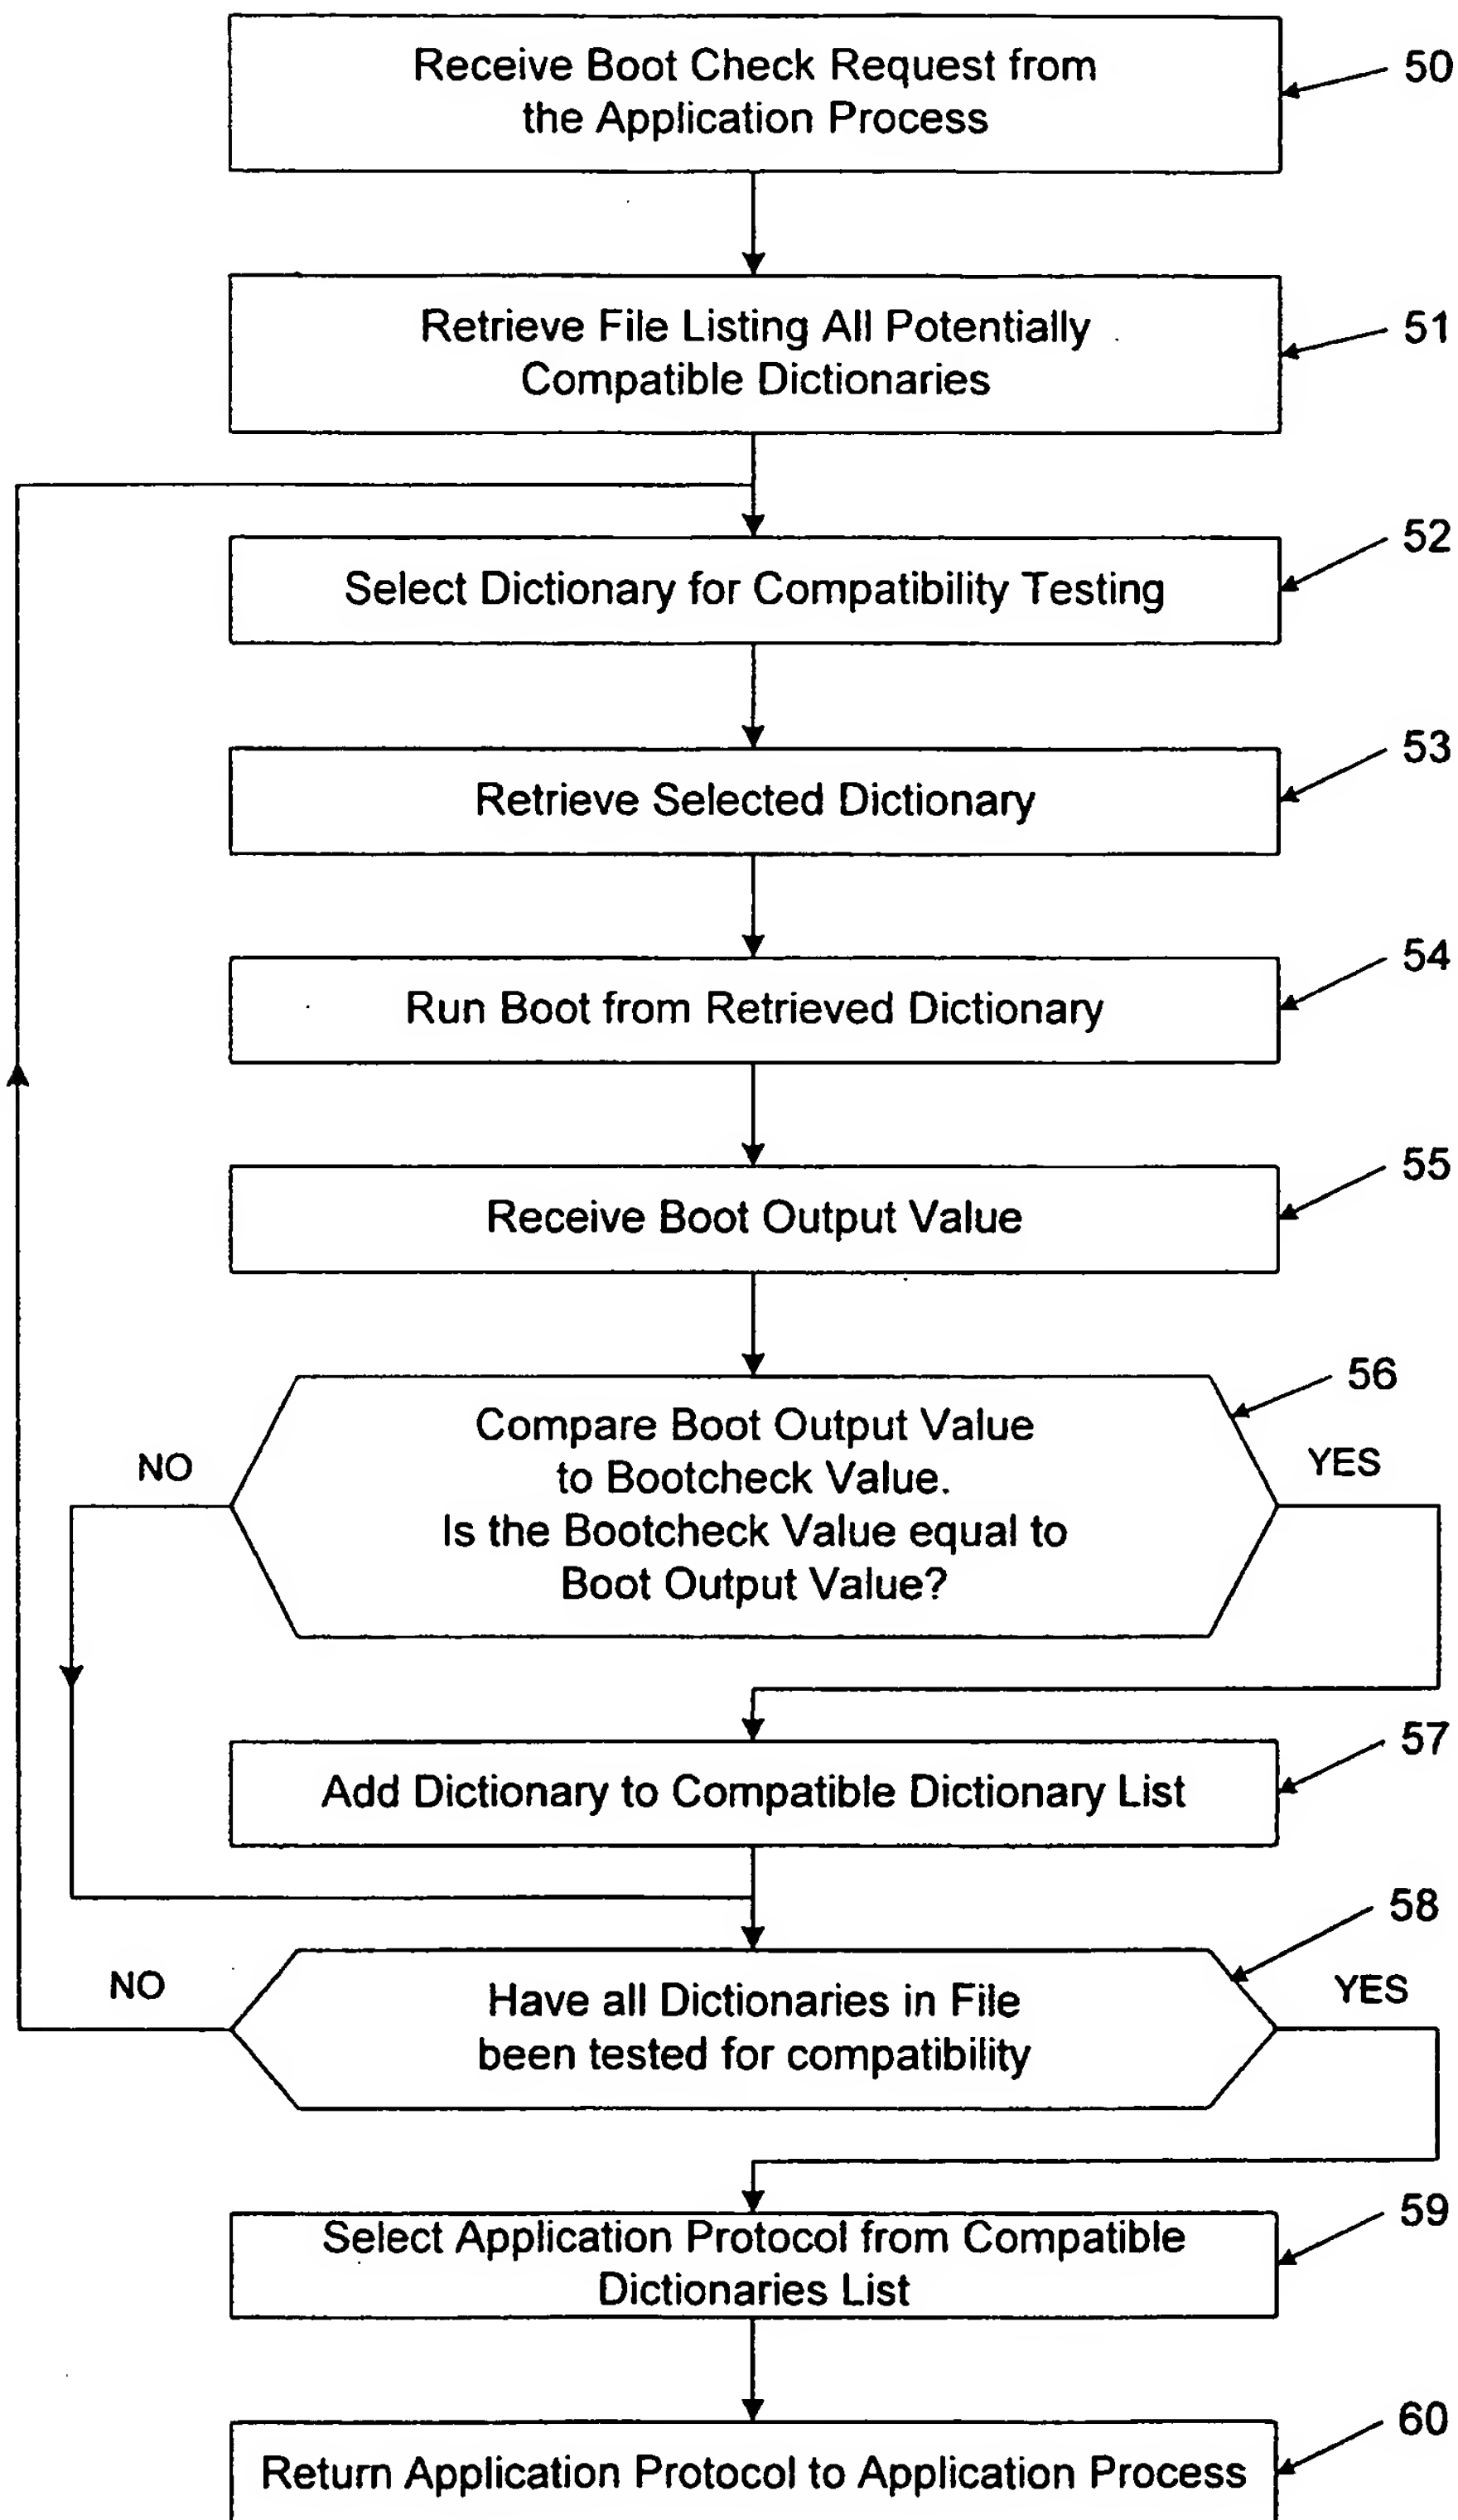 Receive Boot Check Request from
the Application Process
50
Retrieve File Listing All Potentially
Compatible Dictionaries
51
52
Select Dictionary for Compatibility Testing
53
Retrieve Selected Dictionary
54
Run Boot from Retrieved Dictionary
55
Receive Boot Output Value
56
Compare Boot Output Value
to Bootcheck Value.
Is the Bootcheck Value equal to
Boot Output Value?
NO
YES
57
Add Dictionary to Compatible Dictionary List
58
NO
YES
Have all Dictionaries in File
been tested for compatibility
59
Select Application Protocol from Compatible
Dictionaries List
60
Return Application Protocol to Application Process